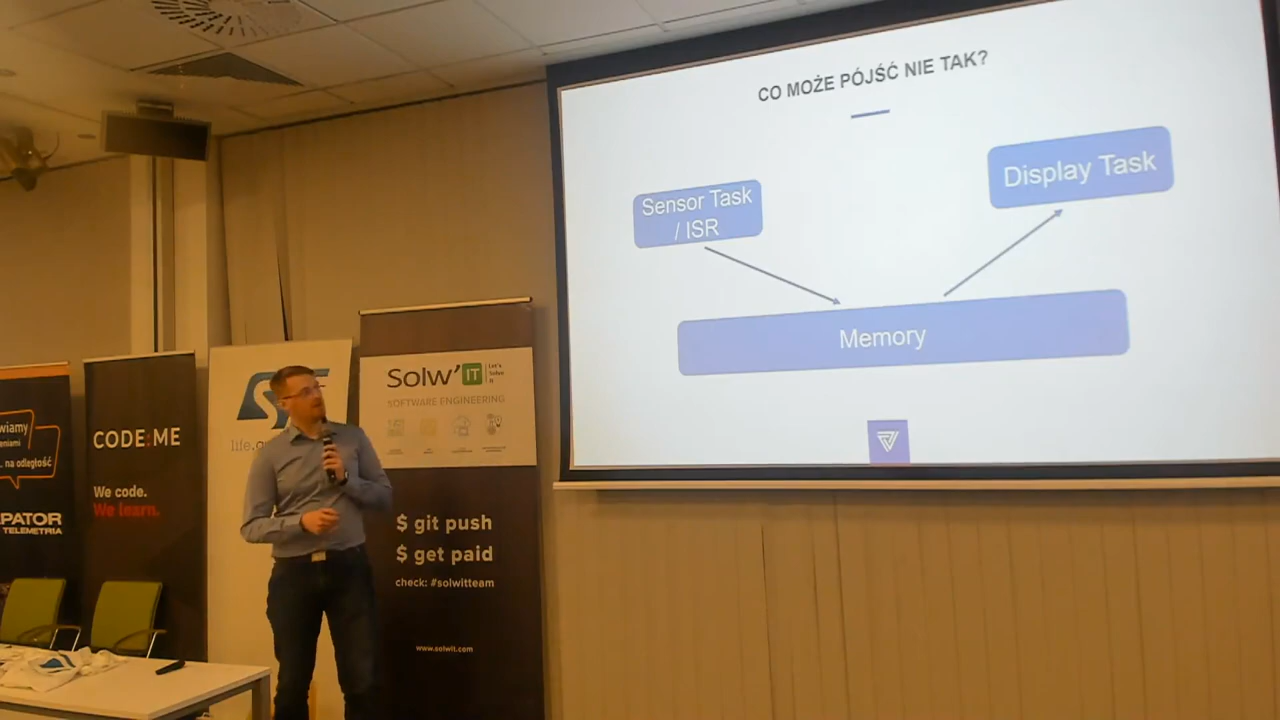 CO MOŻE PÓJŚĆ NIE TAK?
Sensor Task
/ ISR
Display Task
Memory
wiamy
eniami
.. na odległość
PATOR
TELEMETRIA
CODE:ME
We code.
We learn.
life.
Solw'IT
Let's
Solve
it
SOFTWARE ENGINEERING
$ git push
$ get paid
check: #solwitteam
www.solwit.com